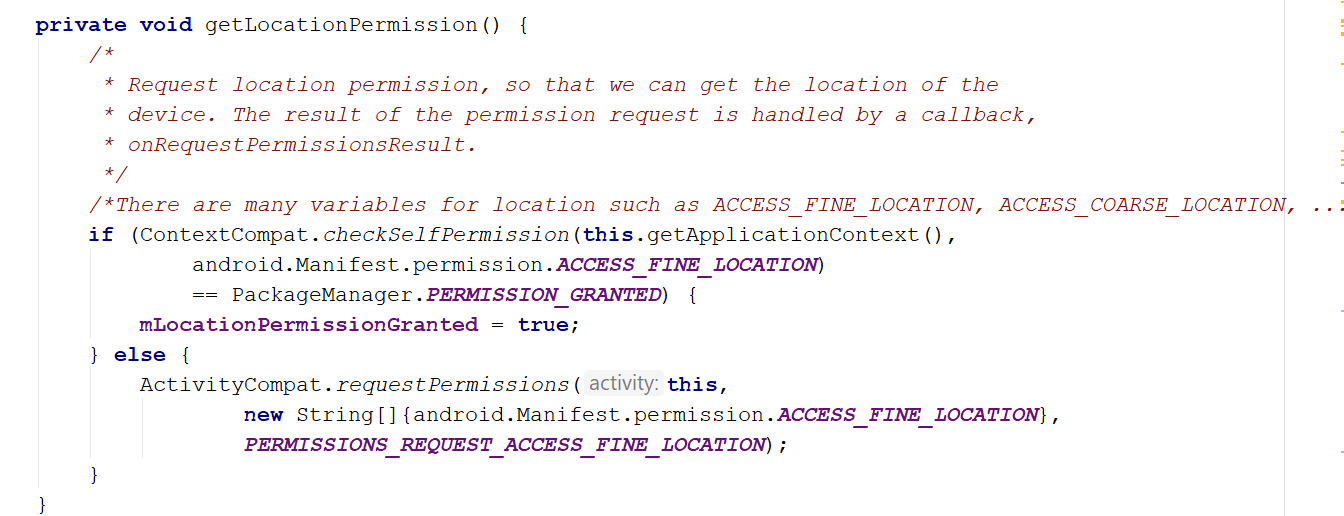 private void getLocationPermission() {
/*
* Request location permission, so that we can get the location of the
* device. The result of the permission request is handled by a callback,
* onRequestPermissionsResult.
*/
/*There are many variables for location such as ACCESS_FINE_LOCATION, ACCESS_COARSE_LOCATION, ...
if (ContextCompat.checkSelfPermission(this.getApplicationContext(),
android.Manifest.permission.ACCESS_FINE_LOCATION)
== PackageManager.PERMISSION_GRANTED) {
mLocationPermissionGranted = true;
} else {
ActivityCompat.requestPermissions( activity: this,
new String[]{android.Manifest.permission.ACCESS_FINE_LOCATION},
PERMISSIONS_REQUEST_ACCESS_FINE_LOCATION);
}
}